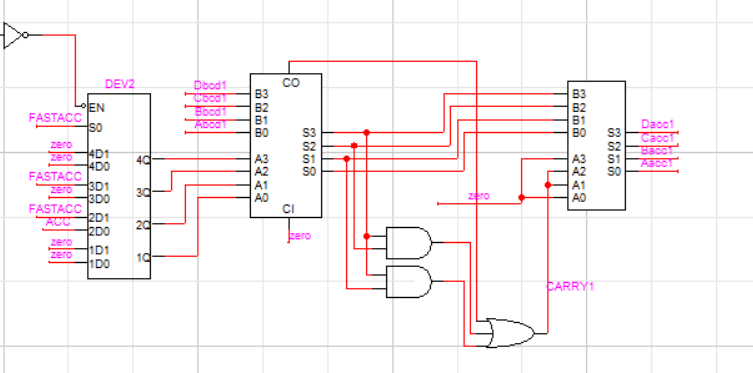 DEV2
EN
FASTACC
S0
zero
4D1
zero
4D0
4Q
FASTACC
3D1
zero
3D0
3Q
FASTACC
2D1
ACC
2D0
2Q
zero
1D1
zero
1D0
1Q
CO
Dbcd1
B3
Cbcd1
B2
Bbcd1
B1
Abcd1
B0
S3
S2
A3
S1
A2
S0
A1
A0
CI
zero
zero
B3
B2
B1
B0
S3
Dacc1
S2
Cacc1
A3
S1
Bacc1
A2
S0
Aacc1
A1
A0
CARRY1